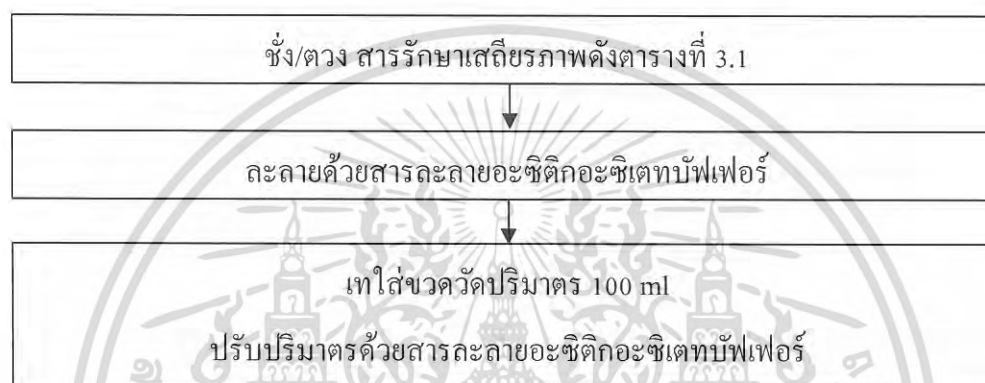 ชั่ง/ตวง สารรักษาเสถียรภาพดังตารางที่ 3.1
ละลายด้วยสารละลายอะซิติกอะซิเตทบัฟเฟอร์
เทใส่ขวดวัดปริมาตร 100 ml
ปรับปริมาตรด้วยสารละลายอะซิติกอะซิเตทบัฟเฟอร์